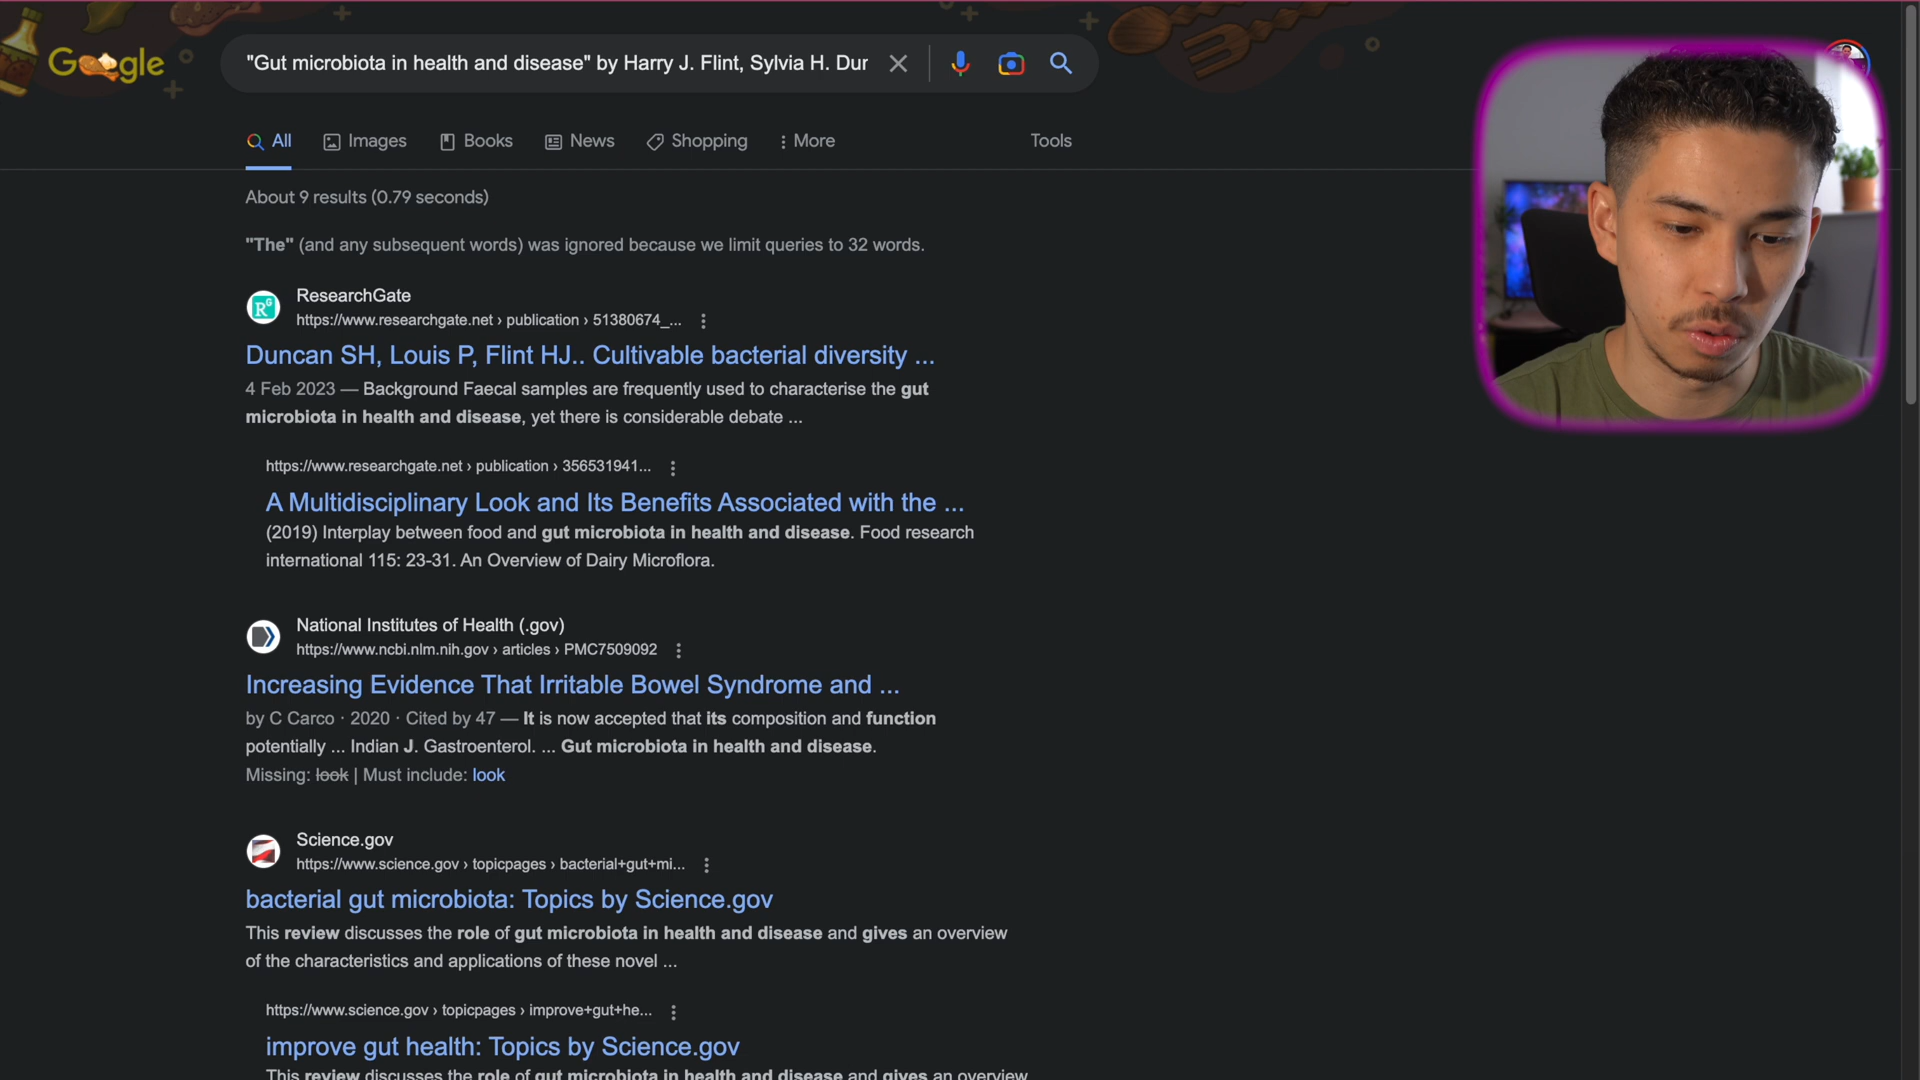 Google
"Gut microbiota in health and disease" by Harry J. Flint, Sylvia H. Dur
All
Images
Books
News
Shopping
More
Tools
About 9 results (0.79 seconds)
"The" (and any subsequent words) was ignored because we limit queries to 32 words.
ResearchGate
https://www.researchgate.net › publication › 51380674_...
Duncan SH, Louis P, Flint HJ.. Cultivable bacterial diversity ...
4 Feb 2023 — Background Faecal samples are frequently used to characterise the gut
microbiota in health and disease, yet there is considerable debate ...
https://www.researchgate.net › publication › 356531941...
A Multidisciplinary Look and Its Benefits Associated with the ...
(2019) Interplay between food and gut microbiota in health and disease. Food research
international 115: 23-31. An Overview of Dairy Microflora.
National Institutes of Health (.gov)
https://www.ncbi.nlm.nih.gov › articles › PMC7509092
Increasing Evidence That Irritable Bowel Syndrome and ...
by C Carco · 2020 · Cited by 47 — It is now accepted that its composition and function
potentially ... Indian J. Gastroenterol. ... Gut microbiota in health and disease.
Missing: look | Must include: look
Science.gov
https://www.science.gov › topicpages › bacterial+gut+mi...
bacterial gut microbiota: Topics by Science.gov
This review discusses the role of gut microbiota in health and disease and gives an overview
of the characteristics and applications of these novel ...
https://www.science.gov › topicpages › improve+gut+he...
improve gut health: Topics by Science.gov
This review discusses the role of gut microbiota in health and disease and gives an overview